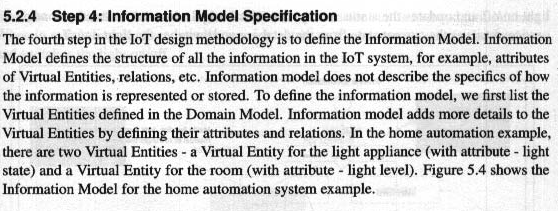 5.2.4 Step 4: Information Model Specification
The fourth step in the IoT design methodology is to define the Information Model. Information
Model defines the structure of all the information in the IoT system, for example, attributes
of Virtual Entities, relations, etc. Information model does not describe the specifics of how
the information is represented or stored. To define the information model, we first list the
Virtual Entities defined in the Domain Model. Information model adds more details to the
Virtual Entities by defining their attributes and relations. In the home automation example,
there are two Virtual Entities - a Virtual Entity for the light appliance (with attribute - light
state) and a Virtual Entity for the room (with attribute - light level). Figure 5.4 shows the
Information Model for the home automation system example.